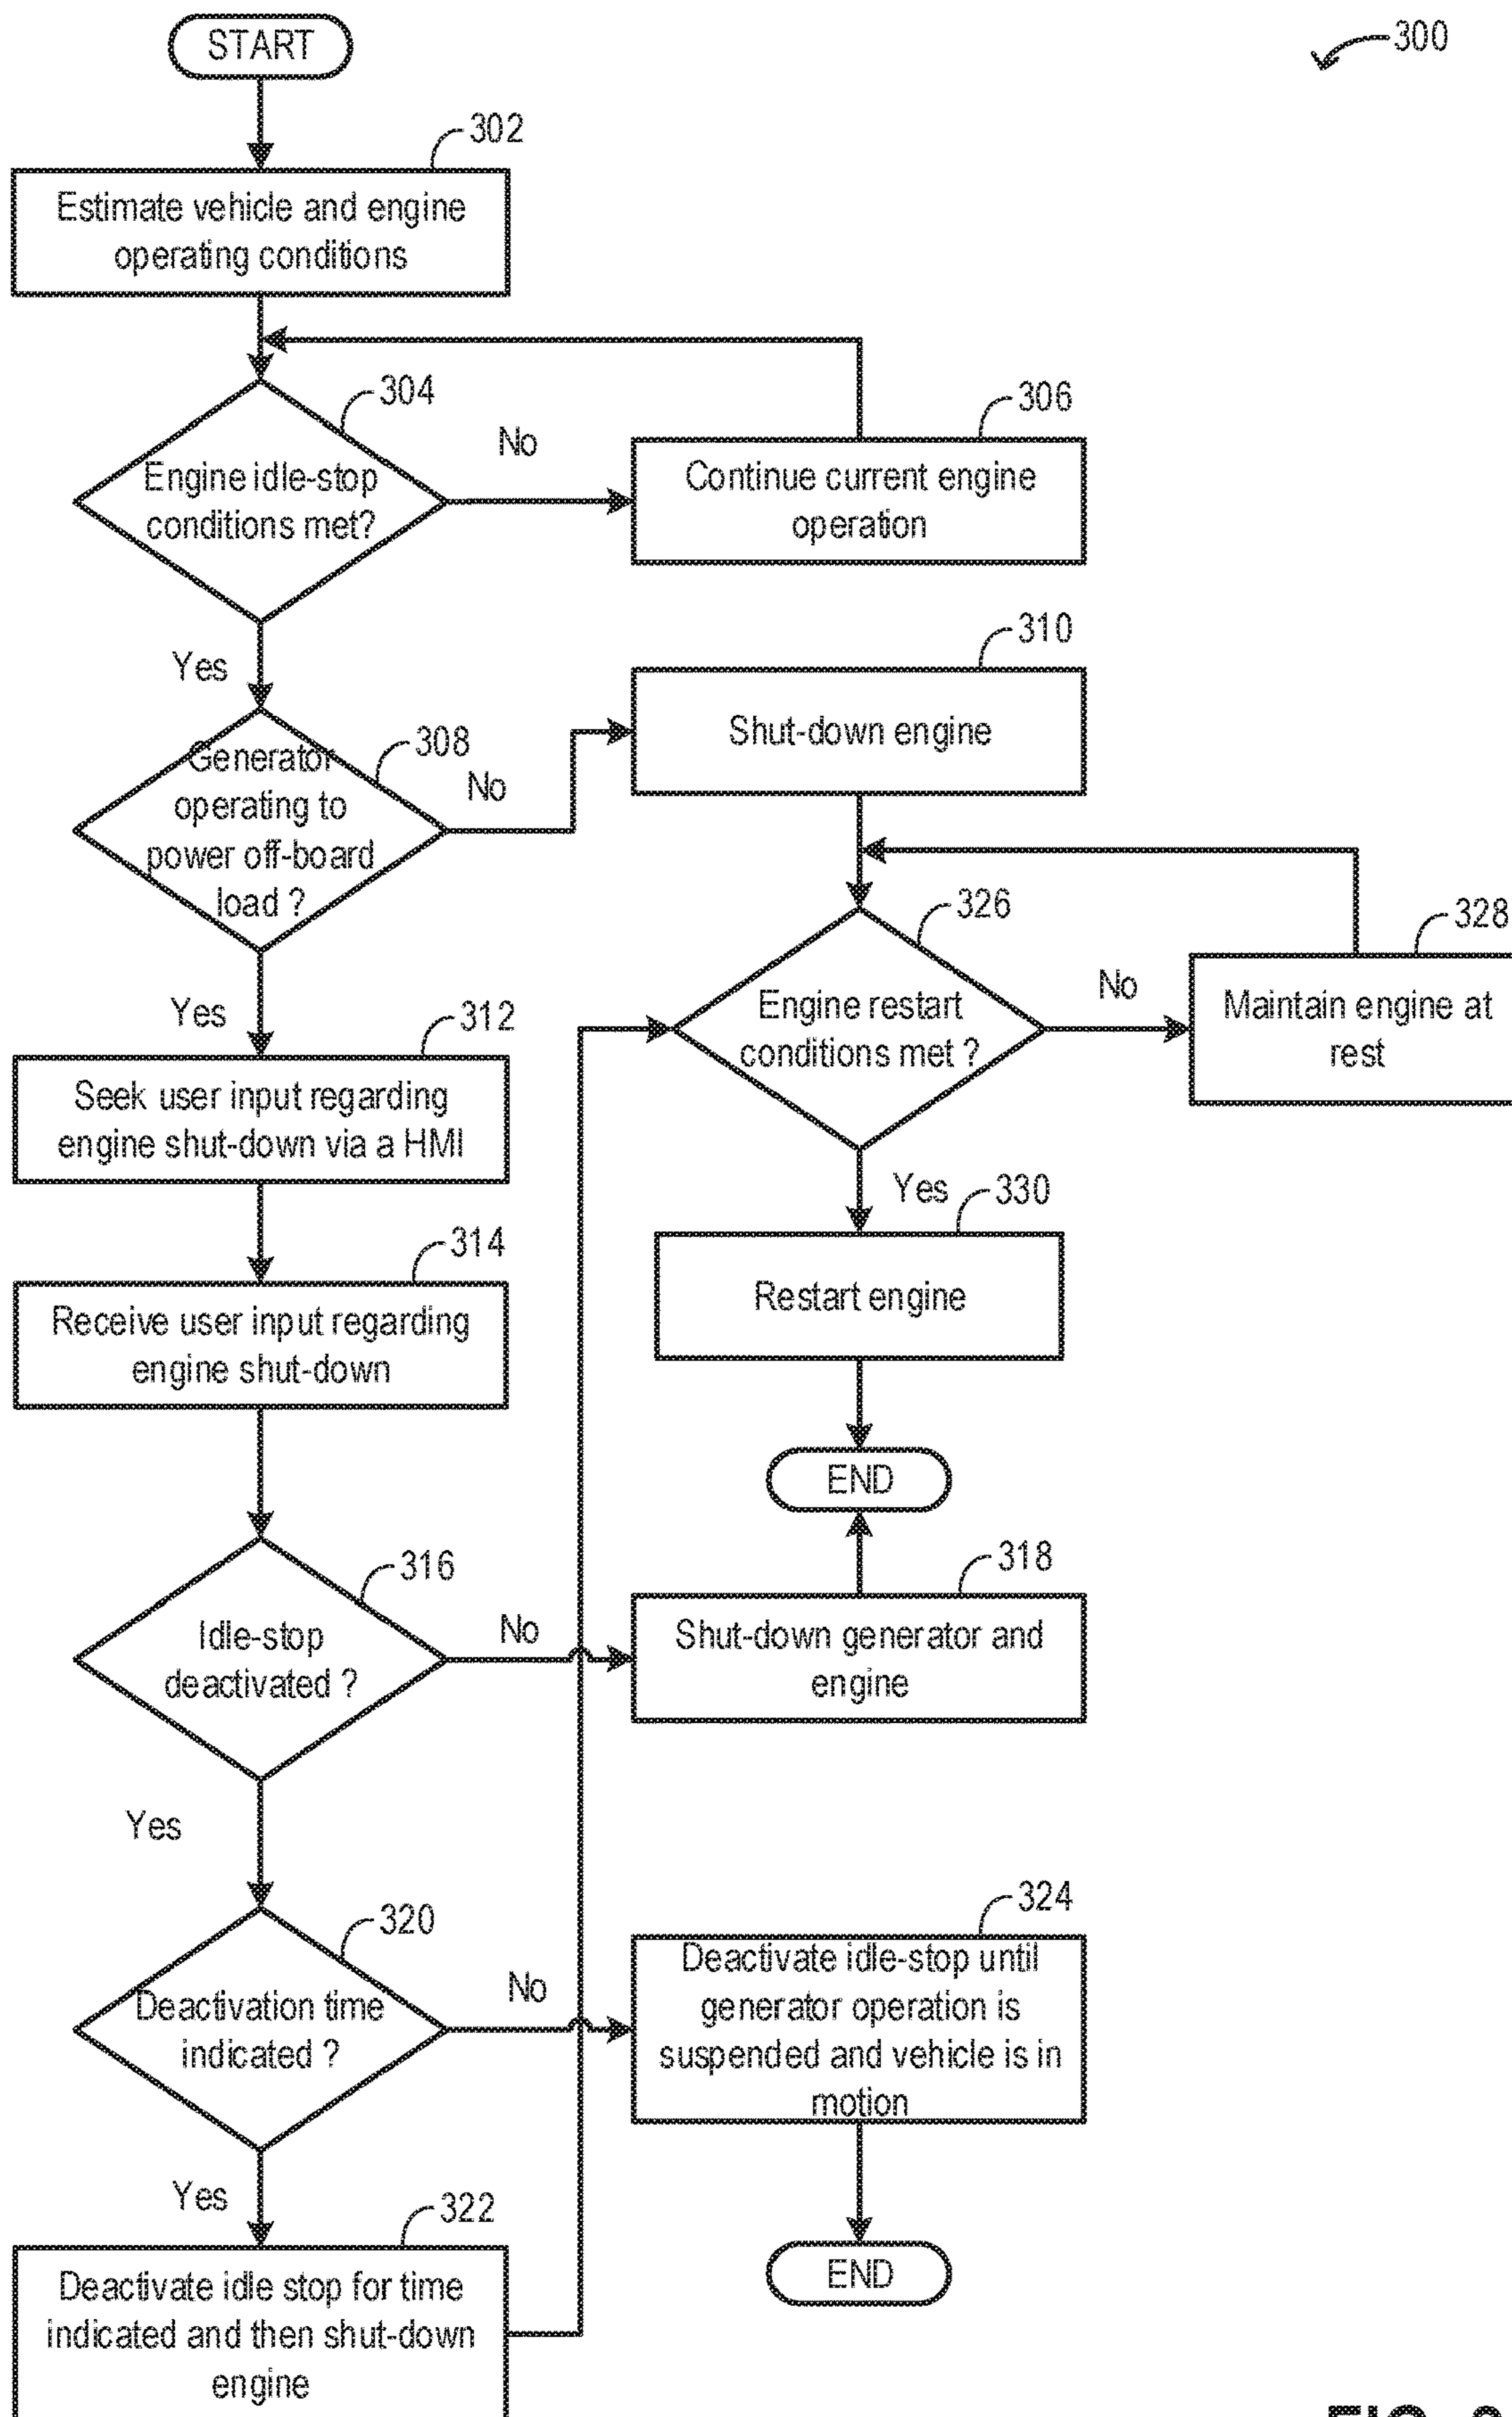 START
300
302
Estimate vehicle and engine
operating conditions
304
Engine idle-stop
conditions met?
No
306
Continue current engine
operation
Yes
308
Generator
operating to
power off-board
load ?
No
310
Shut-down engine
326
Engine restart
conditions met ?
No
328
Maintain engine at
rest
Yes
312
Seek user input regarding
engine shut-down via a HMI
Yes
330
Restart engine
314
Receive user input regarding
engine shut-down
END
316
Idle-stop
deactivated ?
No
318
Shut-down generator and
engine
Yes
320
Deactivation time
indicated ?
No
324
Deactivate idle-stop until
generator operation is
suspended and vehicle is in
motion
Yes
322
Deactivate idle stop for time
indicated and then shut-down
engine
END
FIG.